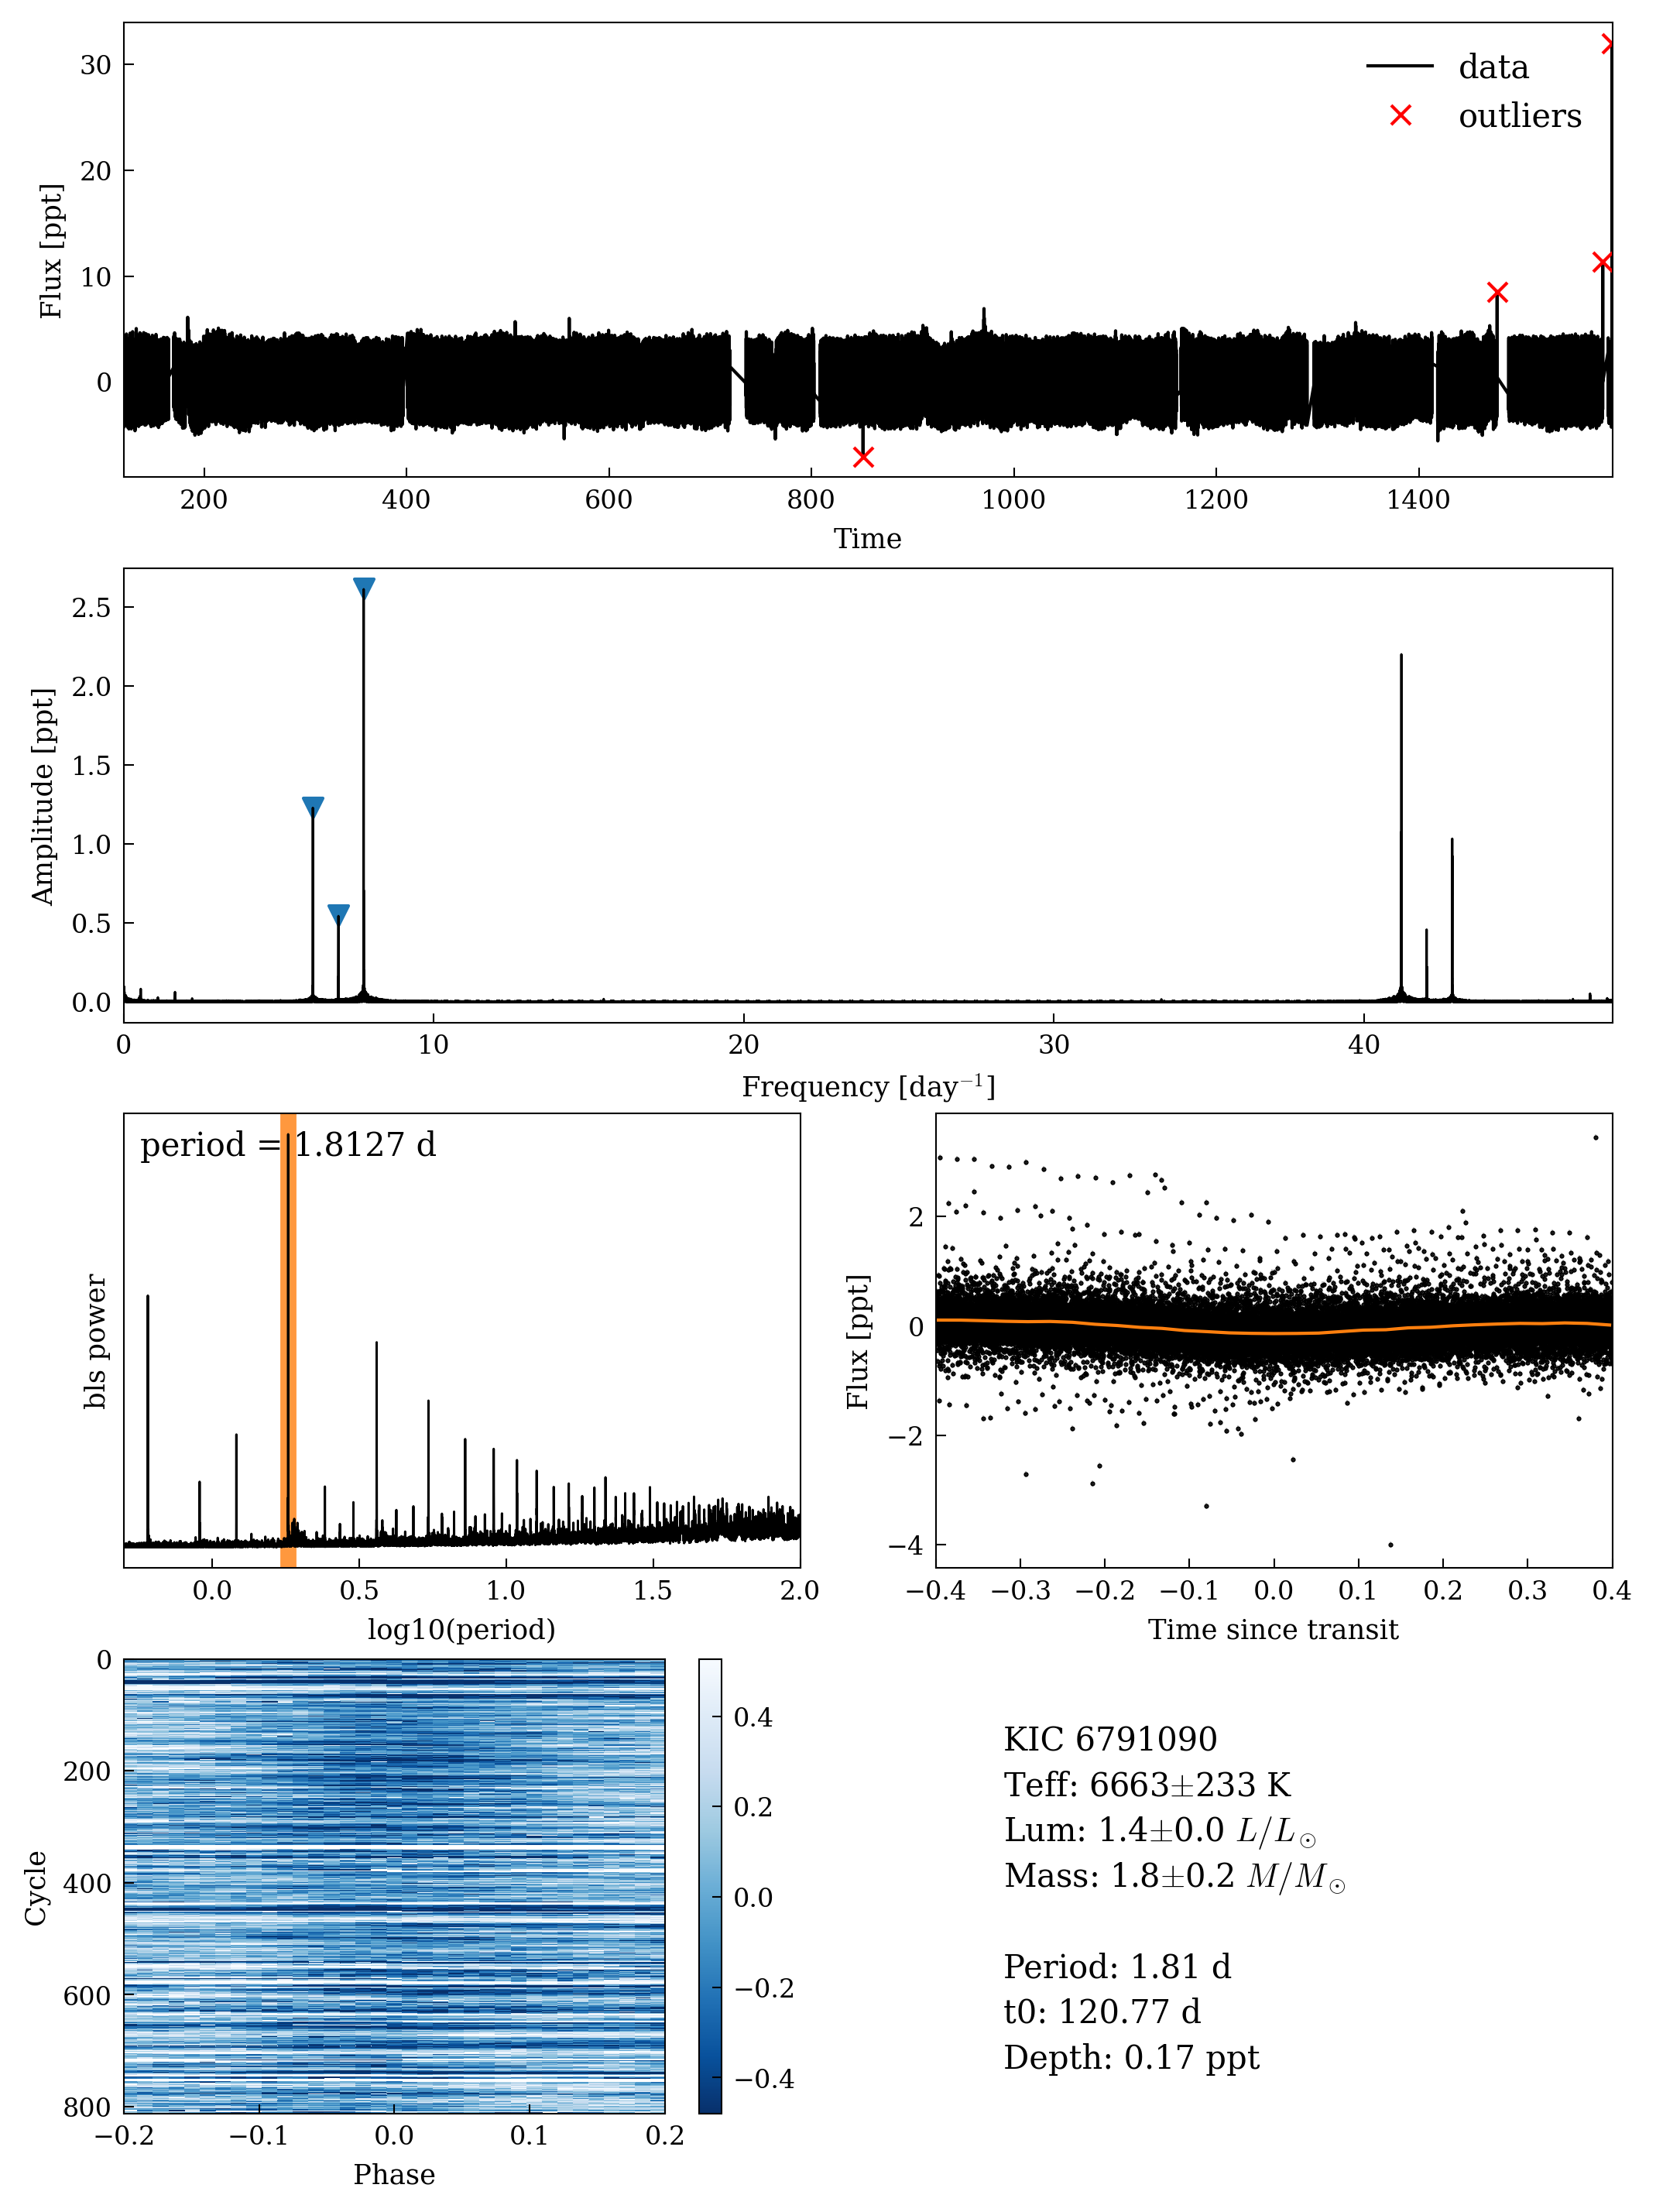 30
20
10
0
Flux [ppt]
data
outliers
200 400 600 800 1000 1200 1400
Time
2.5
2.0
1.5
1.0
0.5
0.0
Amplitude [ppt]
0 10 20 30 40
Frequency [day⁻¹]
period = 1.8127 d
bls power
0.0 0.5 1.0 1.5 2.0
log10(period)
2
0
−2
−4
Flux [ppt]
−0.4 −0.3 −0.2 −0.1 0.0 0.1 0.2 0.3 0.4
Time since transit
0
200
400
600
800
Cycle
−0.2 −0.1 0.0 0.1 0.2
Phase
0.4
0.2
0.0
−0.2
−0.4
KIC 6791090
Teff: 6663±233 K
Lum: 1.4±0.0 L/L⊙
Mass: 1.8±0.2 M/M⊙
Period: 1.81 d
t0: 120.77 d
Depth: 0.17 ppt